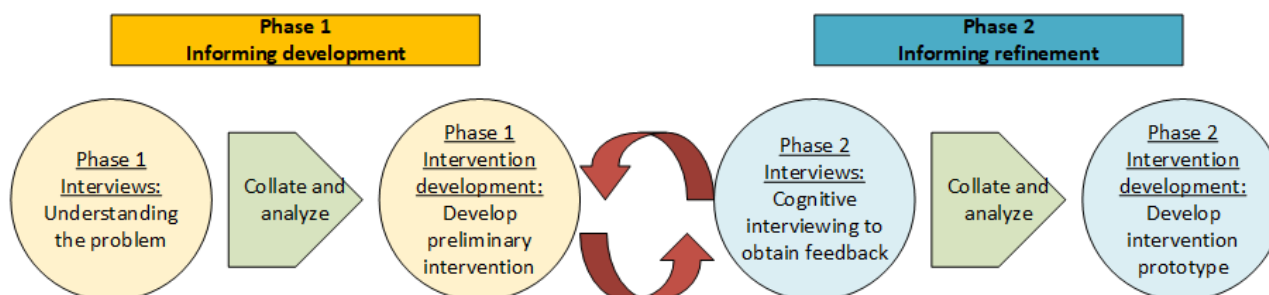 Phase 1
Informing development
Phase 2
Informing refinement
Phase 1
Interviews:
Understanding
the problem
Collate and
analyze
Phase 1
Intervention
development:
Develop
preliminary
intervention
Phase 2
Interviews:
Cognitive
interviewing to
obtain feedback
Collate and
analyze
Phase 2
Intervention
development:
Develop
intervention
prototype